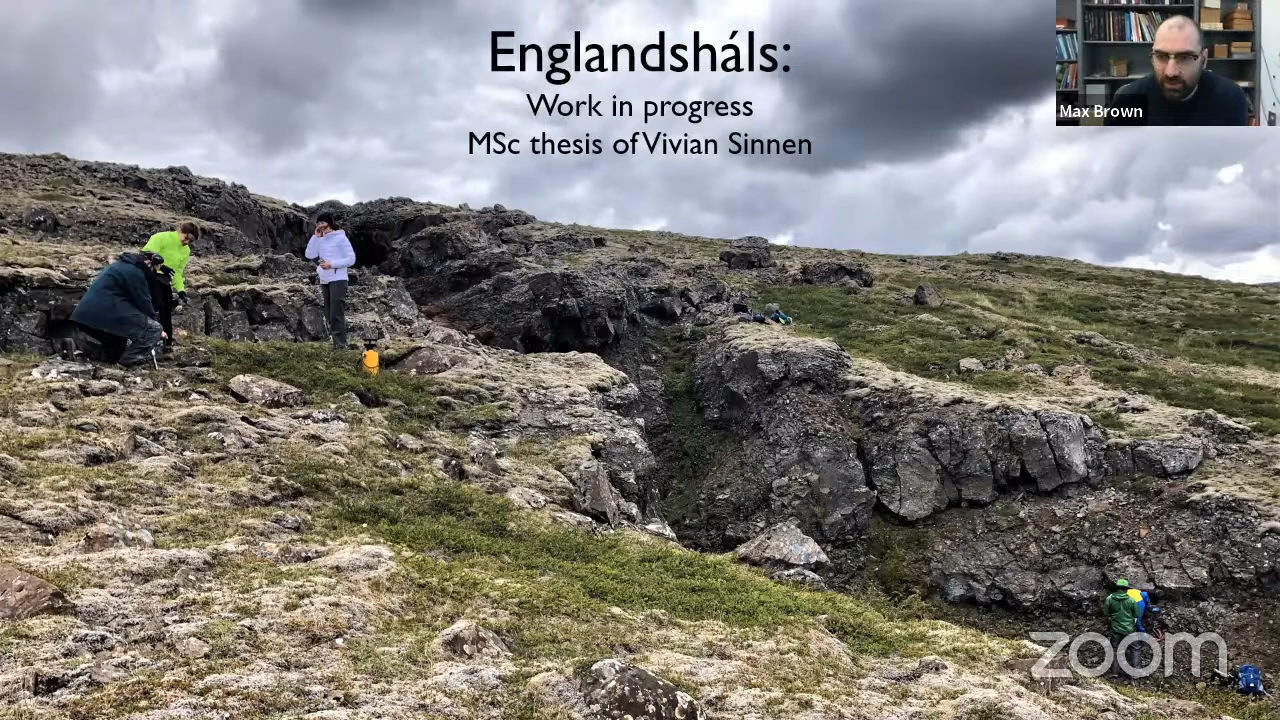 Englandsháls:
Work in progress
MSc thesis of Vivian Sinnen
Max Brown
zoom